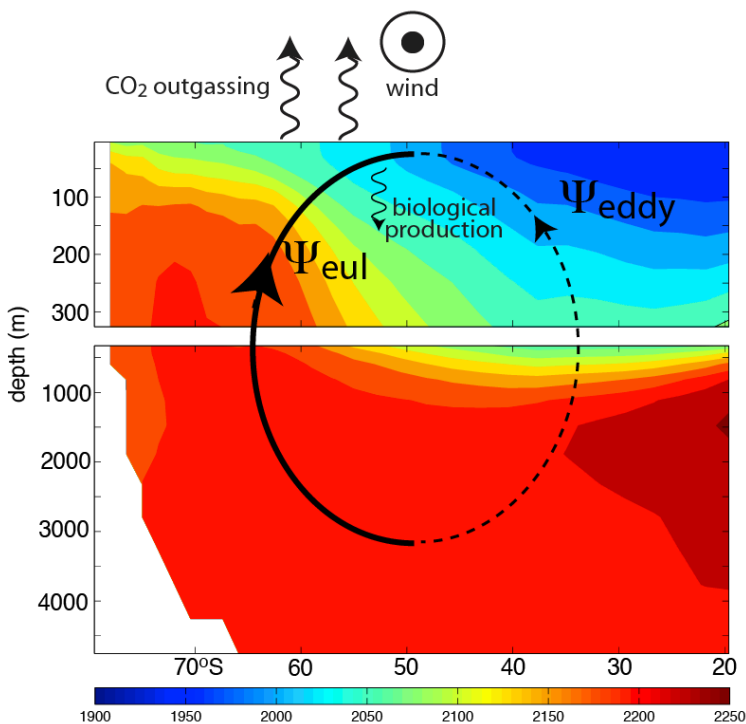 CO2 outgassing
wind
100
200
300
depth (m)
1000
2000
3000
4000
Ψeddy
biological
production
Ψeul
70ºS 60 50 40 30 20
1900 1950 2000 2050 2100 2150 2200 2250